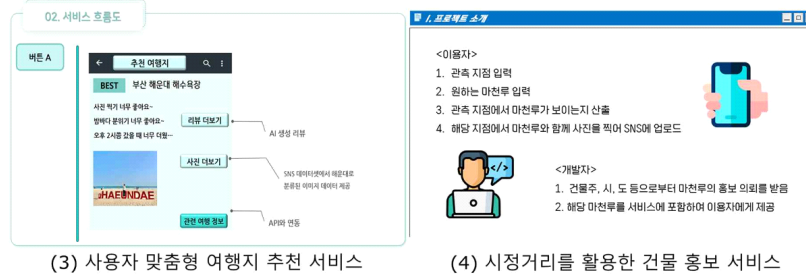 02. 서비스 흐름도
버튼 A
추천 여행지
BEST 부산 해운대 해수욕장
사진 찍기 너무 좋아요~
밤바다 분위기 너무 좋아요~
오후 2시쯤 갔을 때 너무 더웠…
리뷰 더보기
AI 생성 리뷰
사진 더보기
SNS 데이터셋에서 해운대로
분류된 이미지 데이터 제공
HAEUNDAE
관련 여행 정보
API와 연동
(3) 사용자 맞춤형 여행지 추천 서비스
1. 프로젝트 소개
<이용자>
1. 관측 지점 입력
2. 원하는 마천루 입력
3. 관측 지점에서 마천루가 보이는지 산출
4. 해당 지점에서 마천루와 함께 사진을 찍어 SNS에 업로드
</>
<개발자>
1. 건물주, 시, 도 등으로부터 마천루의 홍보 의뢰를 받음
2. 해당 마천루를 서비스에 포함하여 이용자에게 제공
(4) 시정거리를 활용한 건물 홍보 서비스